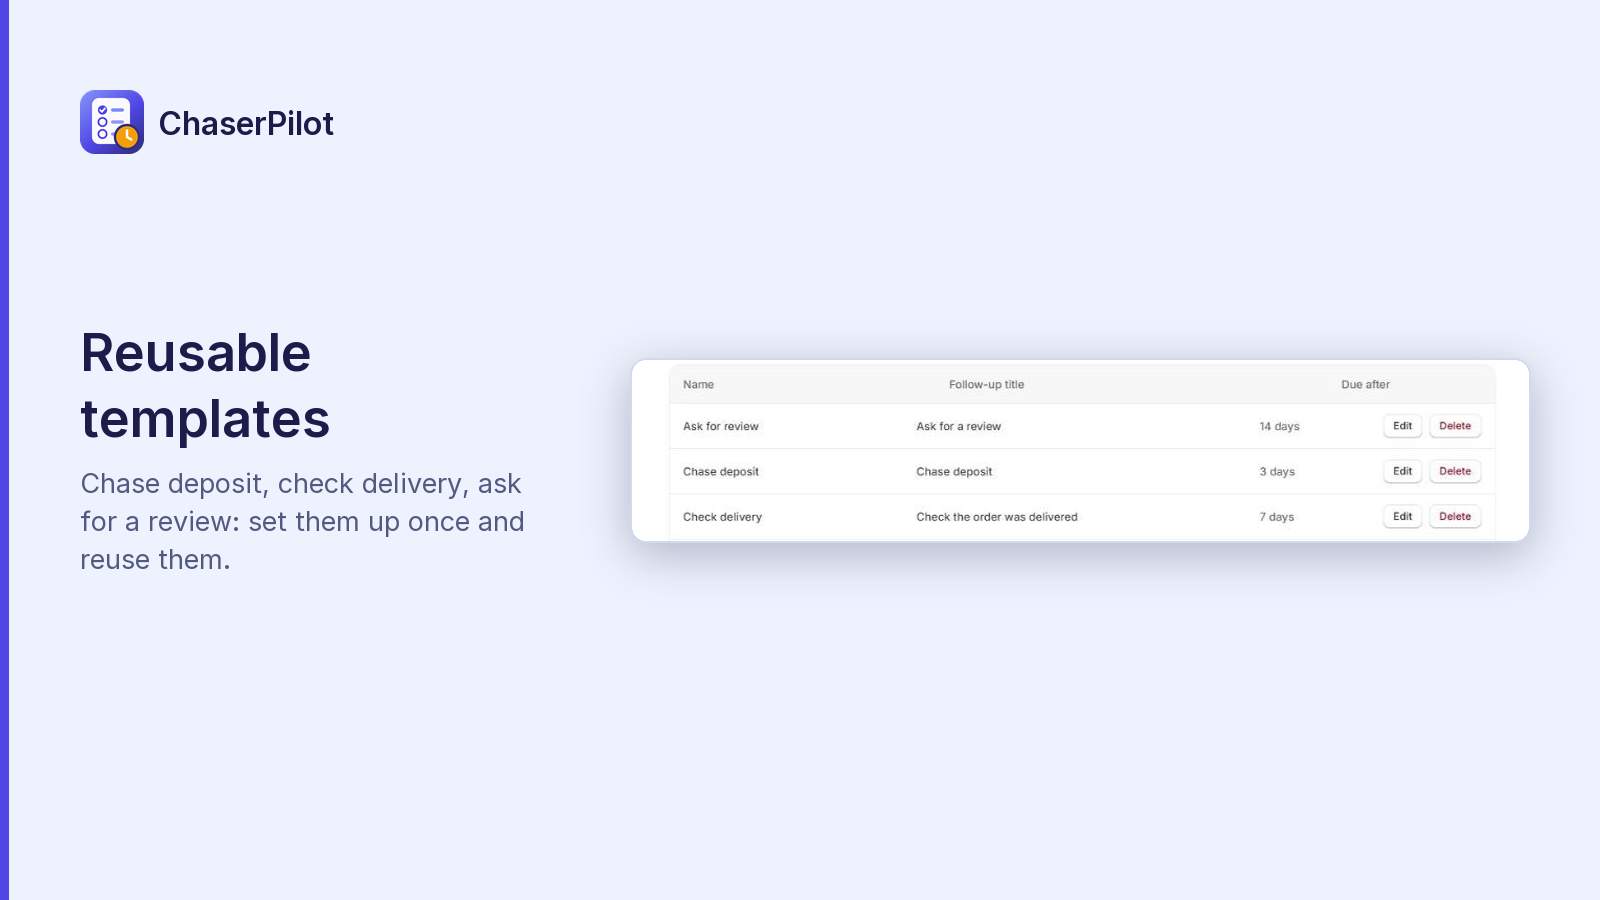 ChaserPilot
Reusable
templates
Chase deposit, check delivery, ask
for a review: set them up once and
reuse them.
Name Follow-up title Due after
Ask for review Ask for a review 14 days Edit Delete
Chase deposit Chase deposit 3 days Edit Delete
Check delivery Check the order was delivered 7 days Edit Delete